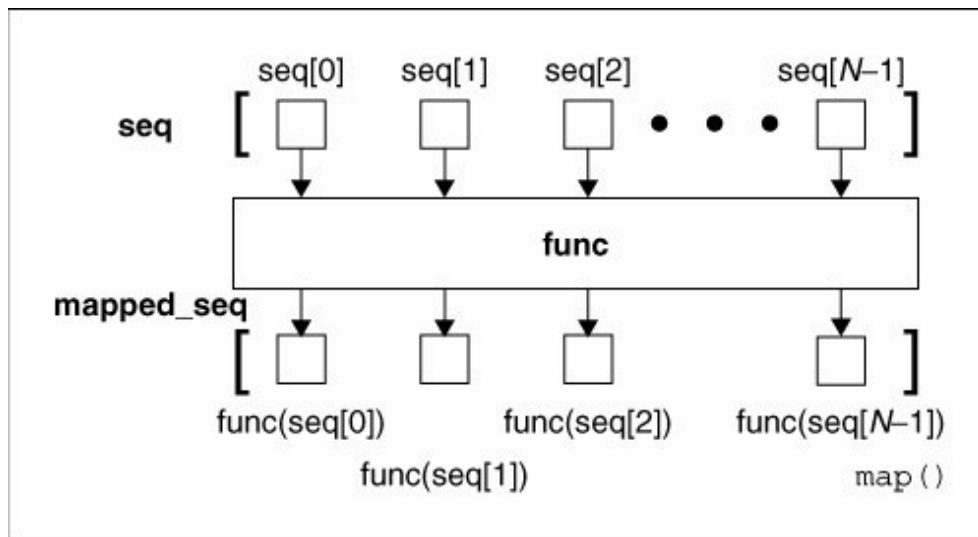 seq[0] seq[1] seq[2] seq[N–1]
seq
func
mapped_seq
func(seq[0]) func(seq[2]) func(seq[N–1])
func(seq[1]) map()